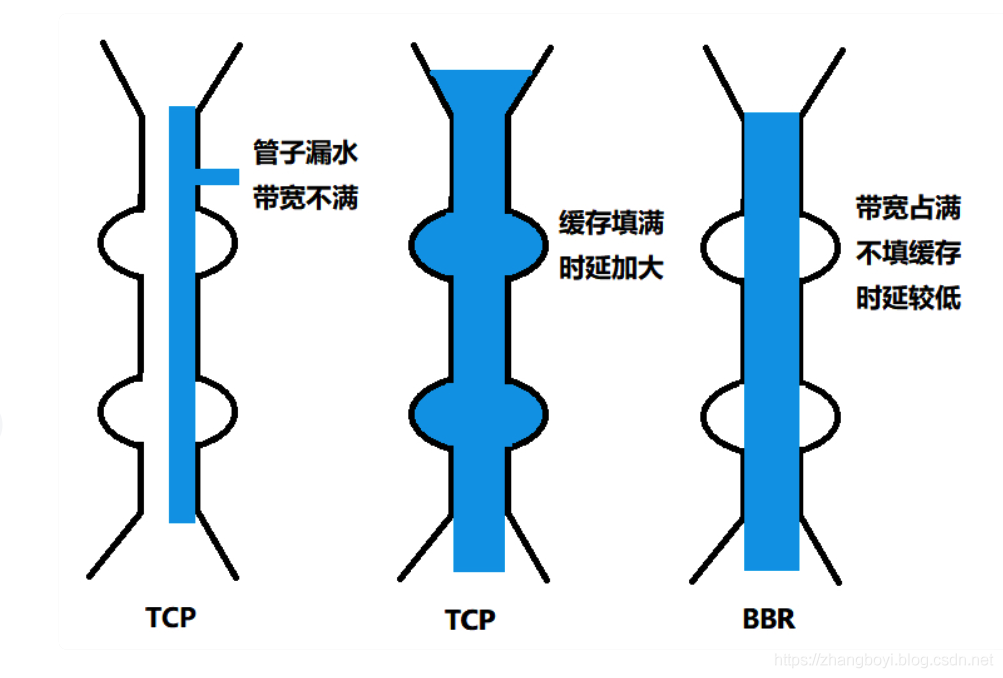 管子漏水
带宽不满
缓存填满
时延加大
带宽占满
不填缓存
时延较低
TCP
TCP
BBR
https://zhangboyi.blog.csdn.net